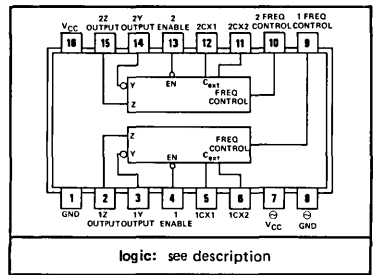 2Z 2Y 2 2 FREQ 1 FREQ
VCC OUTPUT OUTPUT ENABLE 2CX1 2CX2 CONTROL CONTROL
16 15 14 13 12 11 10 9
EN Cext
Y FREQ
Z CONTROL
Z FREQ
Y CONTROL
EN Cext
1 2 3 4 5 6 7 8
GND 1Z 1Y 1 1CX1 1CX2 ⊖ ⊖
OUTPUT OUTPUT ENABLE VCC GND
logic: see description